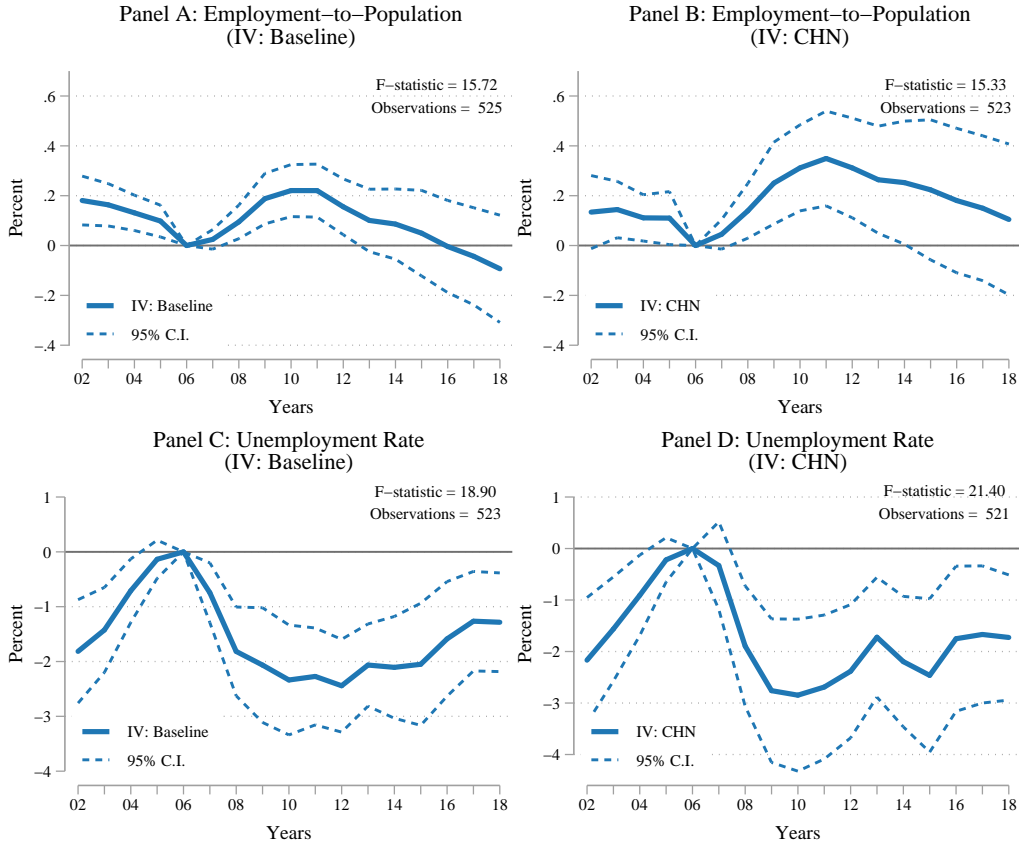 Panel A: Employment−to−Population
(IV: Baseline)
F−statistic = 15.72
Observations = 525
.6
.4
.2
0
−.2
−.4
Percent
IV: Baseline
95% C.I.
02 04 06 08 10 12 14 16 18
Years
Panel B: Employment−to−Population
(IV: CHN)
F−statistic = 15.33
Observations = 523
.6
.4
.2
0
−.2
−.4
Percent
IV: CHN
95% C.I.
02 04 06 08 10 12 14 16 18
Years
Panel C: Unemployment Rate
(IV: Baseline)
F−statistic = 18.90
Observations = 523
1
0
−1
−2
−3
−4
Percent
IV: Baseline
95% C.I.
02 04 06 08 10 12 14 16 18
Years
Panel D: Unemployment Rate
(IV: CHN)
F−statistic = 21.40
Observations = 521
1
0
−1
−2
−3
−4
Percent
IV: CHN
95% C.I.
02 04 06 08 10 12 14 16 18
Years